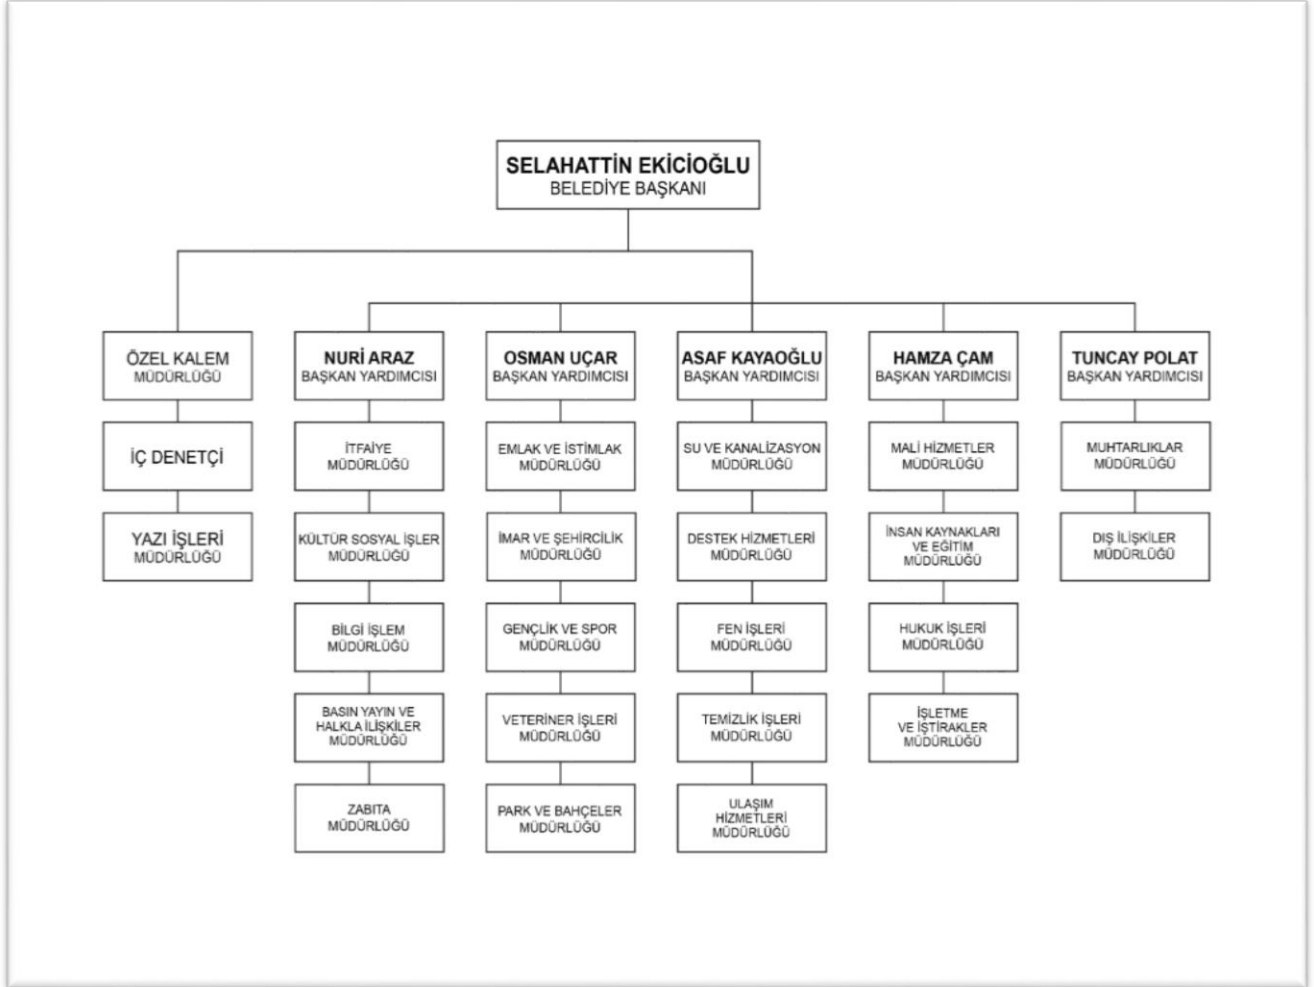 SELAHATTİN EKİCİOĞLU
BELEDİYE BAŞKANI
ÖZEL KALEM
MÜDÜRLÜĞÜ
İÇ DENETÇİ
YAZI İŞLERİ
MÜDÜRLÜĞÜ
NURİ ARAZ
BAŞKAN YARDIMCISI
İTFAİYE
MÜDÜRLÜĞÜ
KÜLTÜR SOSYAL İŞLER
MÜDÜRLÜĞÜ
BİLGİ İŞLEM
MÜDÜRLÜĞÜ
BASIN YAYIN VE
HALKLA İLİŞKİLER
MÜDÜRLÜĞÜ
ZABITA
MÜDÜRLÜĞÜ
OSMAN UÇAR
BAŞKAN YARDIMCISI
EMLAK VE İSTİMLAK
MÜDÜRLÜĞÜ
İMAR VE ŞEHİRCİLİK
MÜDÜRLÜĞÜ
GENÇLİK VE SPOR
MÜDÜRLÜĞÜ
VETERİNER İŞLERİ
MÜDÜRLÜĞÜ
PARK VE BAHÇELER
MÜDÜRLÜĞÜ
ASAF KAYAOĞLU
BAŞKAN YARDIMCISI
SU VE KANALİZASYON
MÜDÜRLÜĞÜ
DESTEK HİZMETLERİ
MÜDÜRLÜĞÜ
FEN İŞLERİ
MÜDÜRLÜĞÜ
TEMİZLİK İŞLERİ
MÜDÜRLÜĞÜ
ULAŞIM
HİZMETLERİ
MÜDÜRLÜĞÜ
HAMZA ÇAM
BAŞKAN YARDIMCISI
MALİ HİZMETLER
MÜDÜRLÜĞÜ
İNSAN KAYNAKLARI
VE EĞİTİM
MÜDÜRLÜĞÜ
HUKUK İŞLERİ
MÜDÜRLÜĞÜ
İŞLETME
VE İŞTİRAKLER
MÜDÜRLÜĞÜ
TUNCAY POLAT
BAŞKAN YARDIMCISI
MUHTARLIKLAR
MÜDÜRLÜĞÜ
DIŞ İLİŞKİLER
MÜDÜRLÜĞÜ